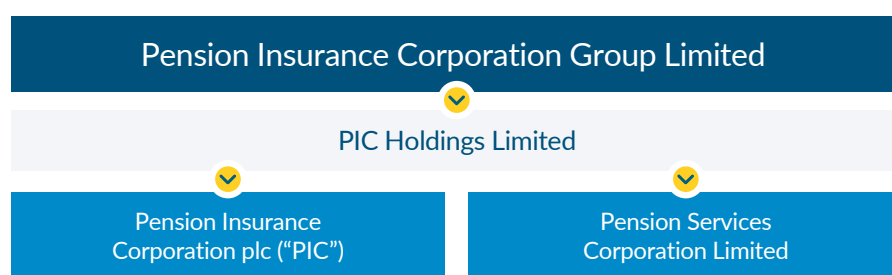 Pension Insurance Corporation Group Limited
PIC Holdings Limited
Pension Insurance
Corporation plc (“PIC”)
Pension Services
Corporation Limited